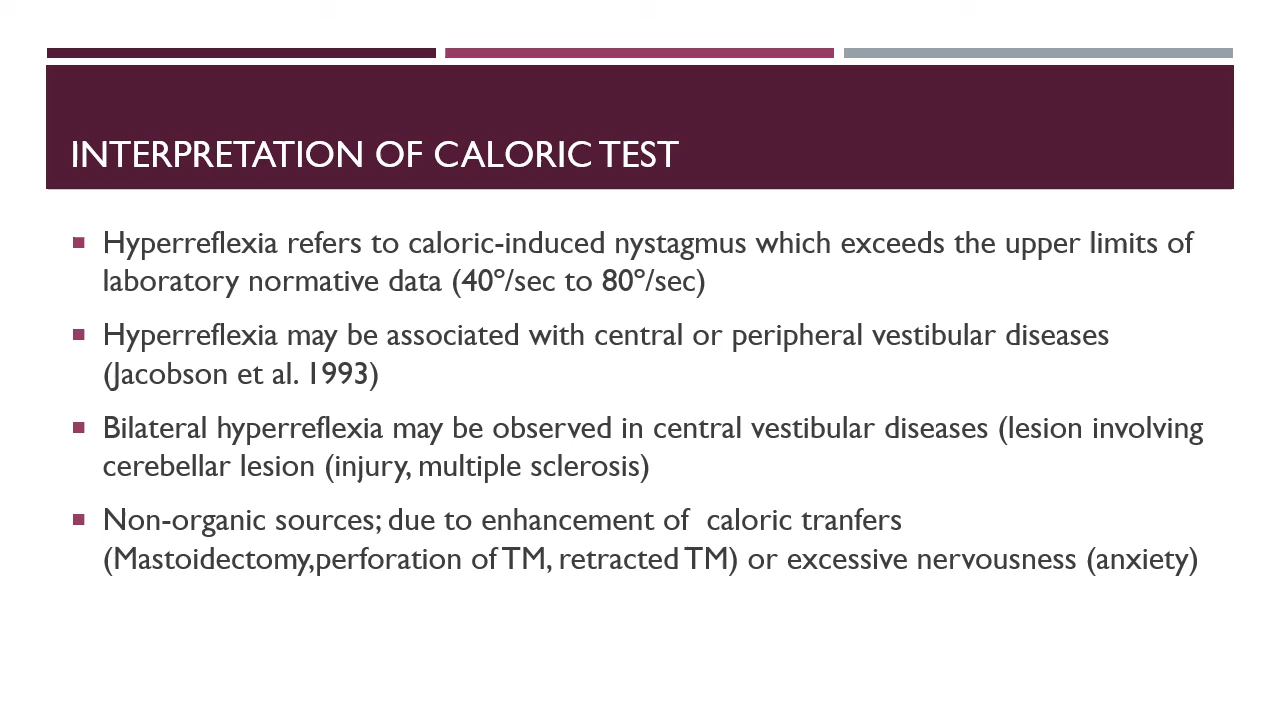 INTERPRETATION OF CALORIC TEST
Hyperreflexia refers to caloric-induced nystagmus which exceeds the upper limits of
laboratory normative data (40º/sec to 80º/sec)
Hyperreflexia may be associated with central or peripheral vestibular diseases
(Jacobson et al. 1993)
Bilateral hyperreflexia may be observed in central vestibular diseases (lesion involving
cerebellar lesion (injury, multiple sclerosis)
Non-organic sources; due to enhancement of  caloric tranfers
(Mastoidectomy,perforation of TM, retracted TM) or excessive nervousness (anxiety)